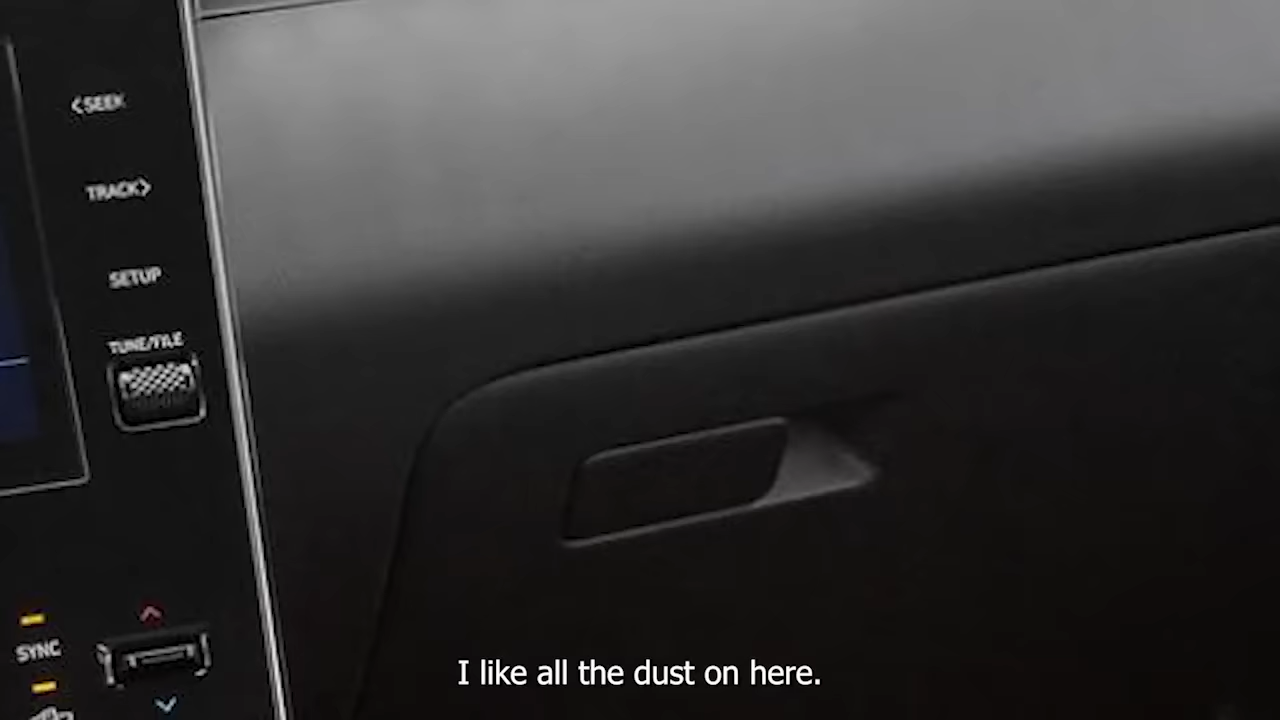 <SEEK
TRACK>
SETUP
TUNE/FILE
SYNC
I like all the dust on here.